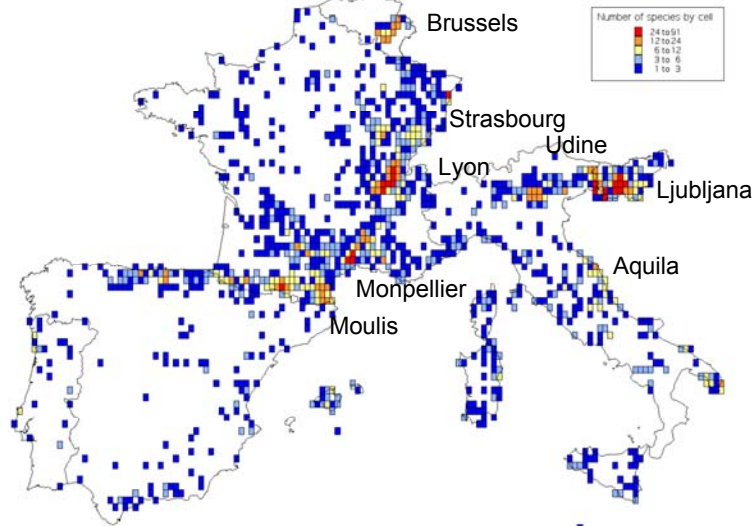 Brussels
Number of species by cell
24 to 91
12 to 24
6 to 12
3 to 6
1 to 3
Strasbourg
Udine
Lyon
Ljubljana
Aquila
Monpellier
Moulis